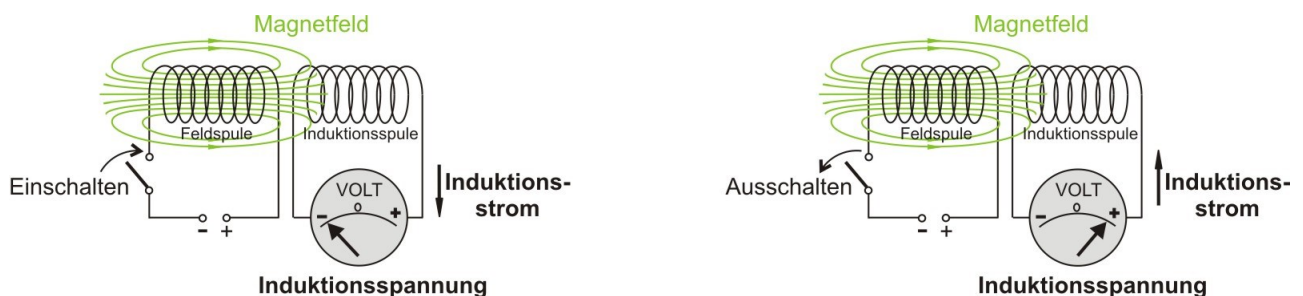 Magnetfeld
Feldspule
Induktionsspule
Einschalten
VOLT
0
- +
Induktions-
strom
- +
Induktionsspannung
Magnetfeld
Feldspule
Induktionsspule
Ausschalten
VOLT
0
- +
Induktions-
strom
- +
Induktionsspannung